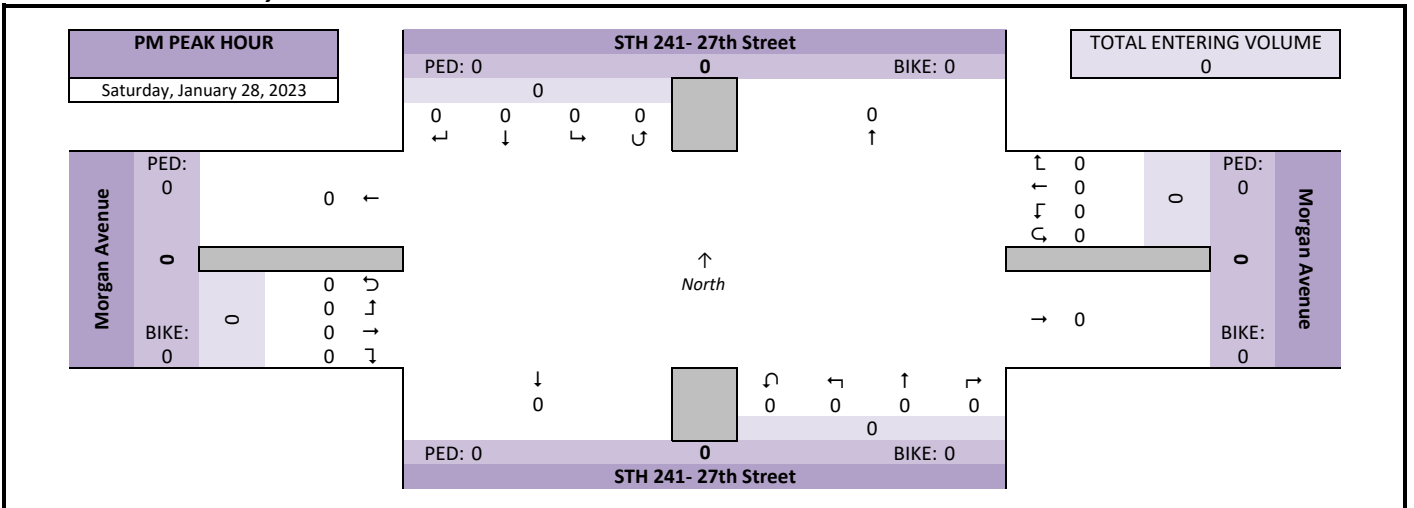 PM PEAK HOUR
Saturday, January 28, 2023
STH 241- 27th Street
PED: 0 0 BIKE: 0
0
0 0 0 0
↵ ↓ ↳ ↺
0
↑
TOTAL ENTERING VOLUME
0
Morgan Avenue
PED:
0
0
BIKE:
0
0
0 ←
0 ⊃
0 ⮥
0 →
0 ⮧
↑
North
↱ 0
← 0
↲ 0
⊂ 0
0
→ 0
PED:
0
0
BIKE:
0
Morgan Avenue
↓
0
∩ ↰ ↑ ↱
0 0 0 0
0
PED: 0 0 BIKE: 0
STH 241- 27th Street